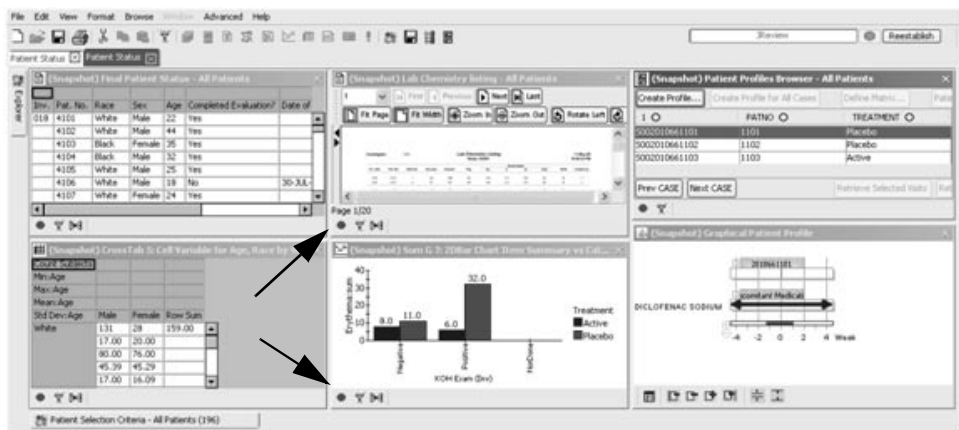 File Edit View Format Browse Window Advanced Help
JReview Reestablish
Patient Status Patient Status
Explorer
(Snapshot) Final Patient Status - All Patients
Inv. Pat. No. Race Sex Age Completed Evaluation? Date of
018 4101 White Male 22 Yes
4102 White Male 44 Yes
4103 Black Female 35 Yes
4104 Black Male 32 Yes
4105 White Male 25 Yes
4106 White Male 18 No 30-JUL-
4107 White Female 24 Yes
(Snapshot) Lab Chemistry listing - All Patients
1 First Previous Next Last
Fit Page Fit Width Zoom In Zoom Out Rotate Left
Page 1/20
(Snapshot) Patient Profiles Browser - All Patients
Create Profile... Create Profile for All Cases Define Matrix...
I O PATNO O TREATMENT O
5002010661101 1101 Placebo
5002010661102 1102 Placebo
5002010661103 1103 Active
Prev CASE Next CASE Retrieve Selected Visits
(Snapshot) CrossTab 5: Cell Variable for Age, Race by
Count Subjects
Min:Age
Max:Age
Mean:Age
Std Dev:Age Male Female Row Sum
White 131 28 159.00
17.00 20.00
80.00 76.00
45.39 45.29
17.00 16.09
(Snapshot) Sum G 7: 2DBar Chart Item Summary vs Cat...
Erythema:sum
40
30
20
10
0
8.0 11.0 6.0 32.0
Negative Positive NotDone
KOH Exam (Inv)
Treatment
Active
Placebo
(Snapshot) Graphical Patient Profile
2010661101
DICLOFENAC SODIUM
-4 -2 0 2 4 Week
Patient Selection Criteria - All Patients (196)